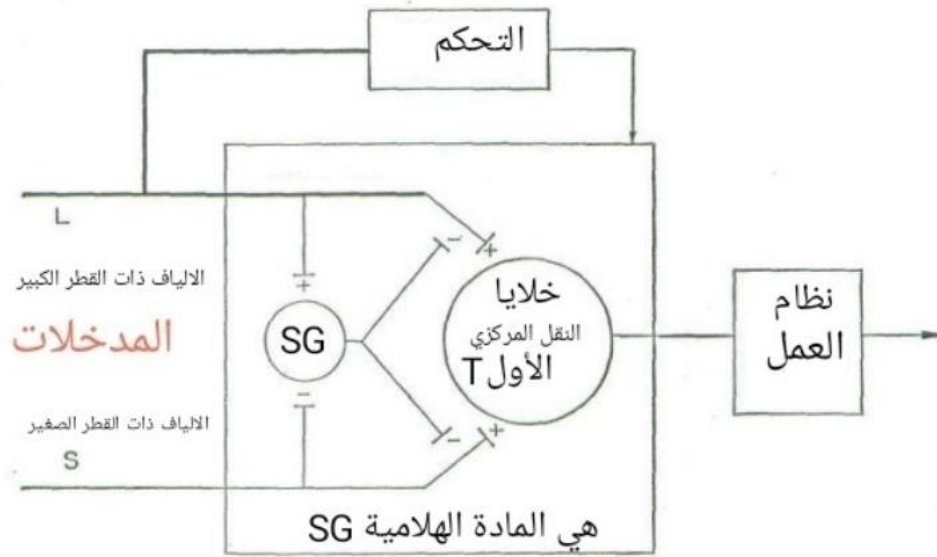 التحكم
L
الالياف ذات القطر الكبير
المدخلات
الالياف ذات القطر الصغير
S
+
SG
−
−
+
−
+
خلايا
النقل المركزي
الأولT
نظام
العمل
هي المادة الهلامية SG